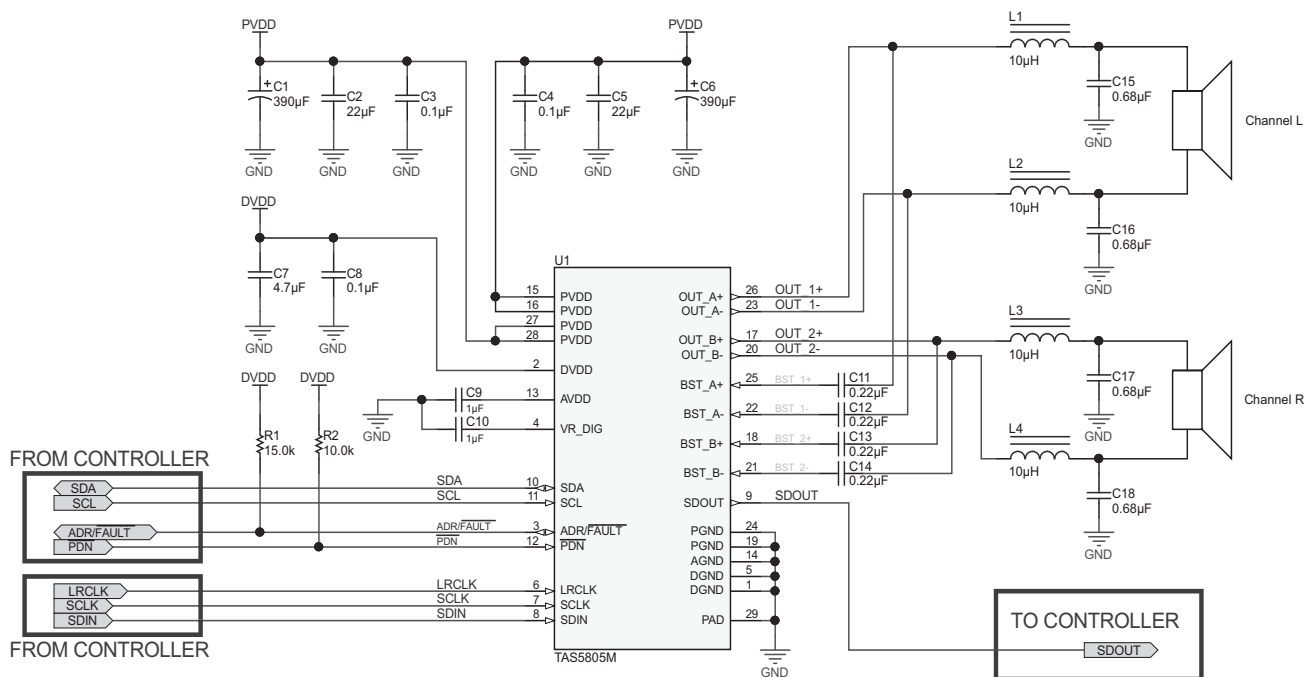 PVDD
C1
390µF
C2
22µF
C3
0.1µF
GND
GND
GND
PVDD
C4
0.1µF
C5
22µF
C6
390µF
GND
GND
GND
DVDD
C7
4.7µF
C8
0.1µF
GND
GND
DVDD
DVDD
R1
15.0k
R2
10.0k
GND
C9
1µF
C10
1µF
FROM CONTROLLER
SDA
SCL
ADR/FAULT
PDN
LRCLK
SCLK
SDIN
FROM CONTROLLER
SDA
SCL
ADR/FAULT
PDN
LRCLK
SCLK
SDIN
U1
15 PVDD
16 PVDD
27 PVDD
28 PVDD
2 DVDD
13 AVDD
4 VR_DIG
10 SDA
11 SCL
3 ADR/FAULT
12 PDN
6 LRCLK
7 SCLK
8 SDIN
OUT_A+ 26 OUT_1+
OUT_A- 23 OUT_1-
OUT_B+ 17 OUT_2+
OUT_B- 20 OUT_2-
BST_A+ 25 BST_1+
BST_A- 22 BST_1-
BST_B+ 18 BST_2+
BST_B- 21 BST_2-
SDOUT 9 SDOUT
PGND 24
PGND 19
AGND 14
DGND 5
DGND 1
PAD 29
TAS5805M
GND
C11
0.22µF
C12
0.22µF
C13
0.22µF
C14
0.22µF
L1
10µH
C15
0.68µF
GND
Channel L
L2
10µH
C16
0.68µF
GND
L3
10µH
C17
0.68µF
GND
Channel R
L4
10µH
C18
0.68µF
GND
TO CONTROLLER
SDOUT